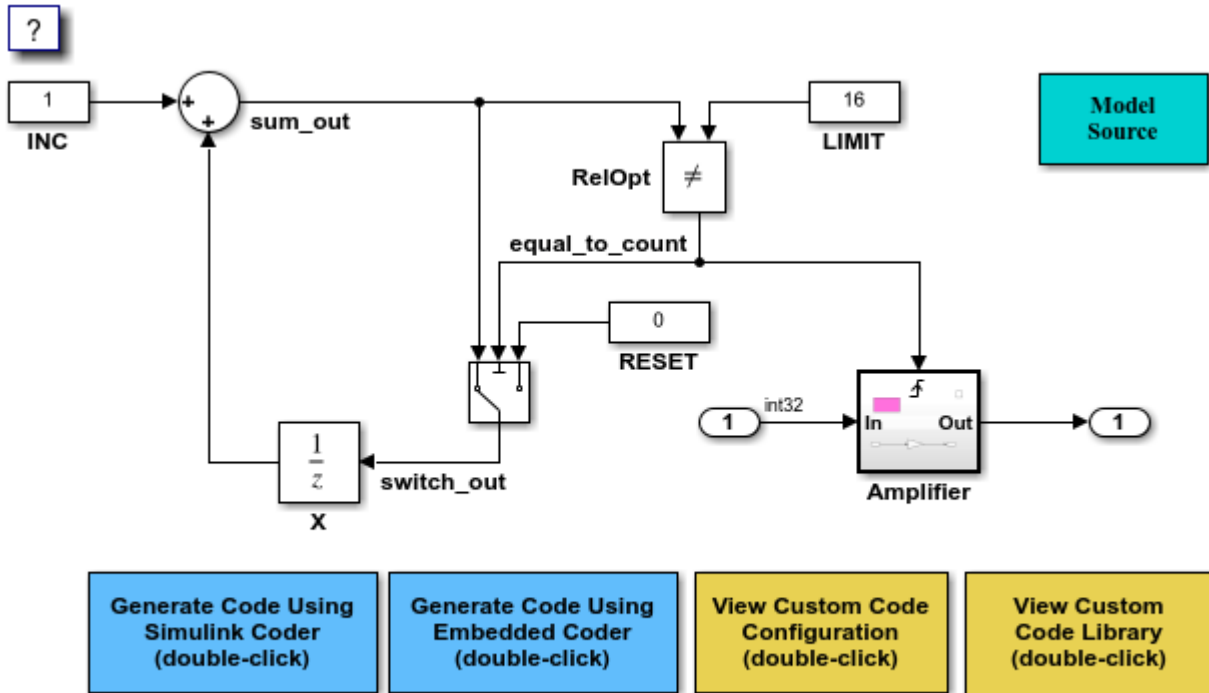 ?
1
INC
+
+
sum_out
16
LIMIT
Model
Source
RelOpt
≠
equal_to_count
0
RESET
1
int32
In
Out
1
Amplifier
1
z
X
switch_out
Generate Code Using
Simulink Coder
(double-click)
Generate Code Using
Embedded Coder
(double-click)
View Custom Code
Configuration
(double-click)
View Custom
Code Library
(double-click)